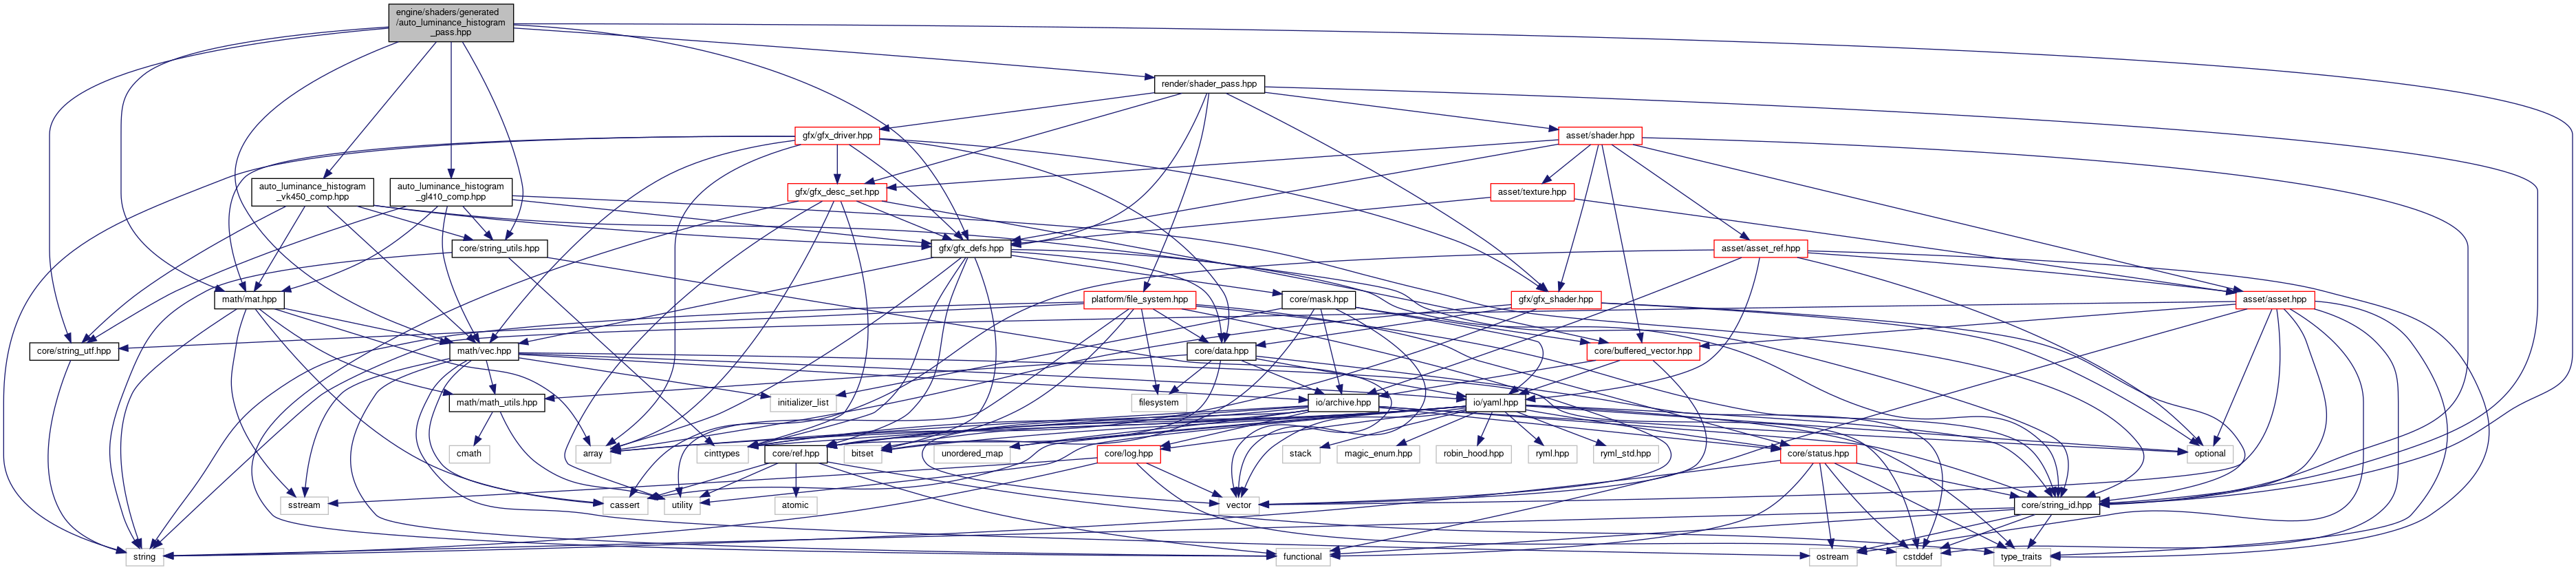 engine/shaders/generated
/auto_luminance_histogram
_pass.hpp
render/shader_pass.hpp
gfx/gfx_driver.hpp
asset/shader.hpp
auto_luminance_histogram
_vk450_comp.hpp
auto_luminance_histogram
_gl410_comp.hpp
gfx/gfx_desc_set.hpp
asset/texture.hpp
core/string_utils.hpp
gfx/gfx_defs.hpp
asset/asset_ref.hpp
math/mat.hpp
platform/file_system.hpp
core/mask.hpp
gfx/gfx_shader.hpp
asset/asset.hpp
core/string_utf.hpp
math/vec.hpp
core/data.hpp
core/buffered_vector.hpp
math/math_utils.hpp
initializer_list
filesystem
io/archive.hpp
io/yaml.hpp
cmath
array
cinttypes
core/ref.hpp
bitset
unordered_map
core/log.hpp
stack
magic_enum.hpp
robin_hood.hpp
ryml.hpp
ryml_std.hpp
core/status.hpp
optional
sstream
cassert
utility
atomic
vector
core/string_id.hpp
string
functional
ostream
cstddef
type_traits